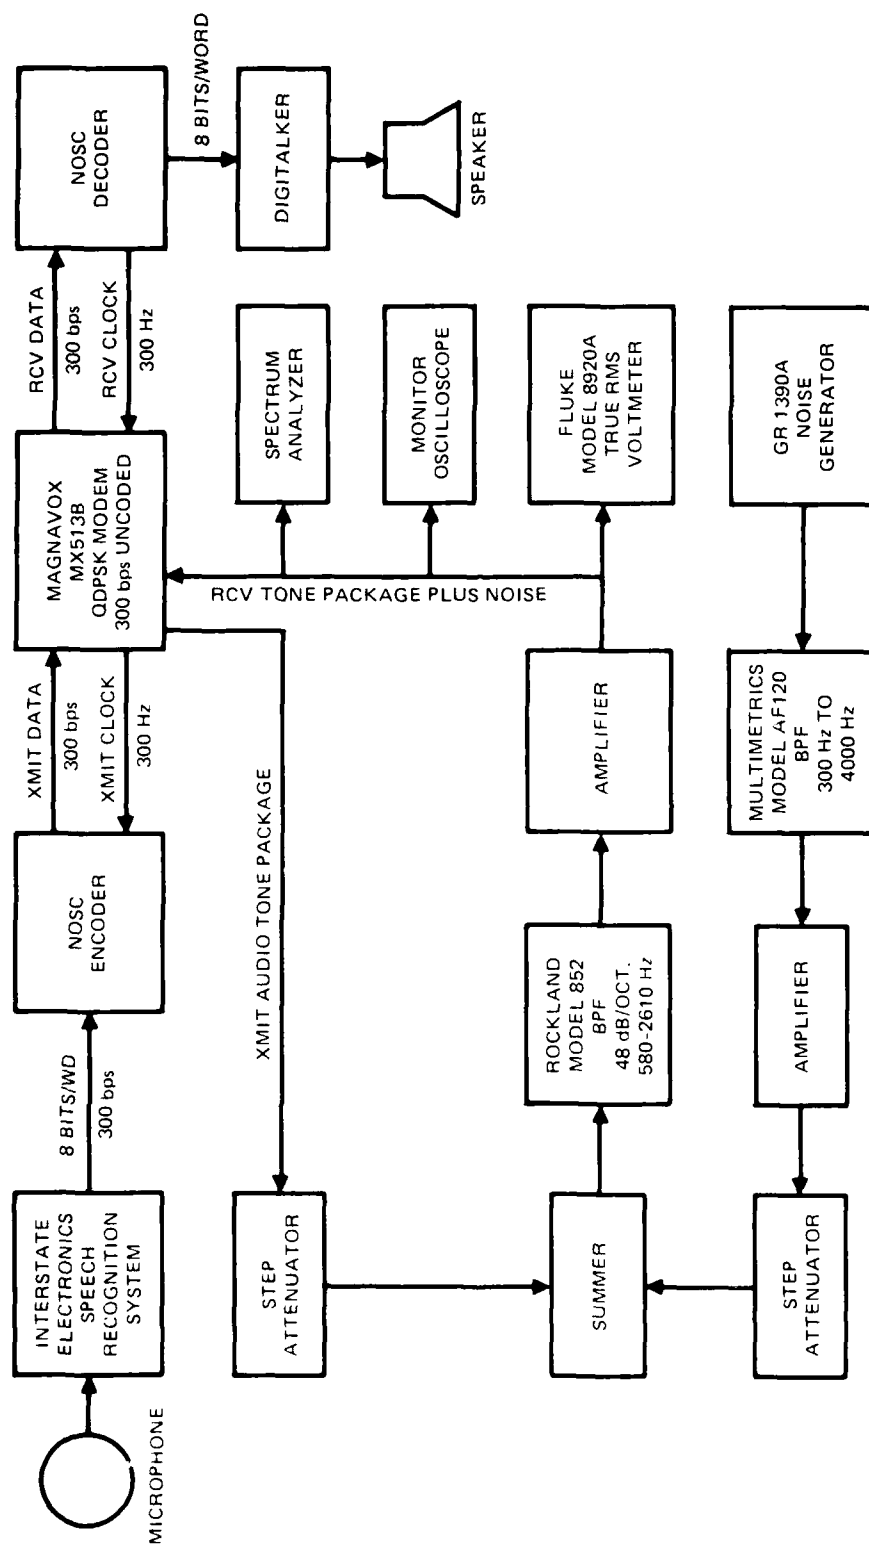 MICROPHONE
INTERSTATE
ELECTRONICS
SPEECH
RECOGNITION
SYSTEM
8 BITS/WD
300 bps
NOSC
ENCODER
XMIT DATA
300 bps
XMIT CLOCK
300 Hz
MAGNAVOX
MX513B
QDPSK MODEM
300 bps UNCODED
RCV DATA
300 bps
RCV CLOCK
300 Hz
NOSC
DECODER
8 BITS/WORD
DIGITALKER
SPEAKER
STEP
ATTENUATOR
XMIT AUDIO TONE PACKAGE
RCV TONE PACKAGE PLUS NOISE
SPECTRUM
ANALYZER
MONITOR
OSCILLOSCOPE
SUMMER
ROCKLAND
MODEL 852
BPF
48 dB/OCT.
580-2610 Hz
AMPLIFIER
FLUKE
MODEL 8920A
TRUE RMS
VOLTMETER
STEP
ATTENUATOR
AMPLIFIER
MULTIMETRICS
MODEL AF120
BPF
300 Hz TO
4000 Hz
GR 1390A
NOISE
GENERATOR